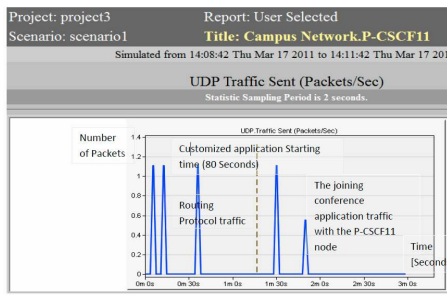 Project: project3 Report: User Selected
Scenario: scenario1 Title: Campus Network.P-CSCF11
Simulated from 14:08:42 Thu Mar 17 2011 to 14:11:42 Thu Mar 17 201
UDP Traffic Sent (Packets/Sec)
Statistic Sampling Period is 2 seconds.
UDP Traffic Sent (Packets/Sec)
Number
of Packets
1.4
1.2
1
0.8
0.6
0.4
0.2
0
Customized application Starting
time (80 Seconds)
Routing
Protocol traffic
The joining
conference
application traffic
with the P-CSCF11
node
Time
[Second
0m 0s 0m 30s 1m 0s 1m 30s 2m 0s 2m 30s 3m 0s